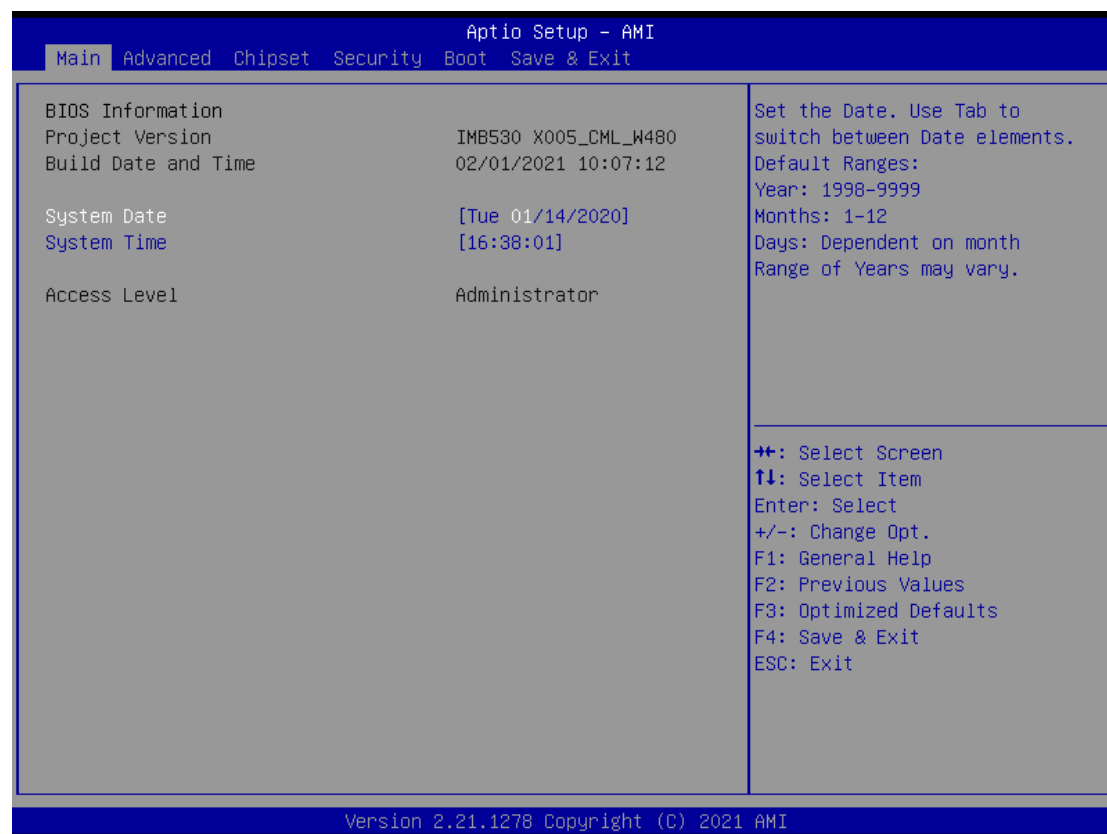 Aptio Setup – AMI
Main Advanced Chipset Security Boot Save & Exit
BIOS Information
Project Version IMB530 X005_CML_W480
Build Date and Time 02/01/2021 10:07:12
System Date [Tue 01/14/2020]
System Time [16:38:01]
Access Level Administrator
Set the Date. Use Tab to
switch between Date elements.
Default Ranges:
Year: 1998-9999
Months: 1-12
Days: Dependent on month
Range of Years may vary.
→←: Select Screen
↑↓: Select Item
Enter: Select
+/-: Change Opt.
F1: General Help
F2: Previous Values
F3: Optimized Defaults
F4: Save & Exit
ESC: Exit
Version 2.21.1278 Copyright (C) 2021 AMI